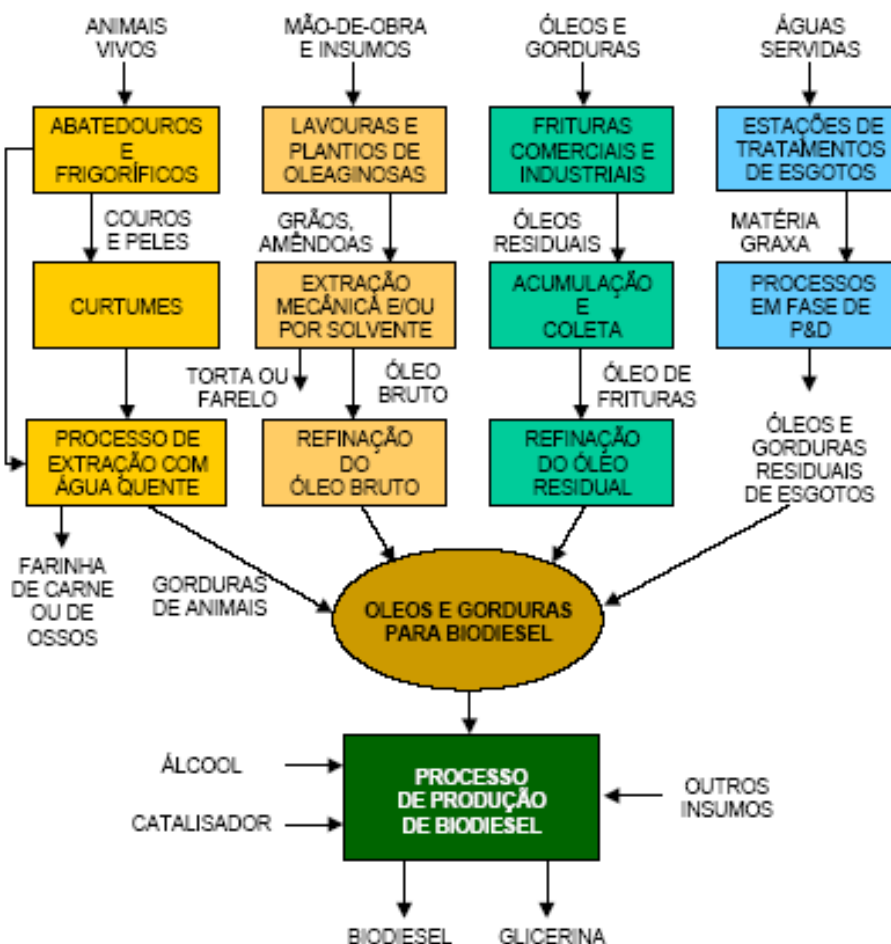 ANIMAIS
VIVOS
MÃO-DE-OBRA
E INSUMOS
ÓLEOS E
GORDURAS
ÁGUAS
SERVIDAS
ABATEDOUROS
E
FRIGORÍFICOS
LAVOURAS E
PLANTIOS DE
OLEAGINOSAS
FRITURAS
COMERCIAIS E
INDUSTRIAIS
ESTAÇÕES DE
TRATAMENTOS
DE ESGOTOS
COUROS
E PELES
GRÃOS,
AMÊNDOAS
ÓLEOS
RESIDUAIS
MATÉRIA
GRAXA
CURTUMES
EXTRAÇÃO
MECÂNICA E/OU
POR SOLVENTE
ACUMULAÇÃO
E
COLETA
PROCESSOS
EM FASE DE
P&D
TORTA OU
FARELO
ÓLEO
BRUTO
ÓLEO DE
FRITURAS
PROCESSO DE
EXTRAÇÃO COM
ÁGUA QUENTE
REFINAÇÃO
DO
ÓLEO BRUTO
REFINAÇÃO
DO ÓLEO
RESIDUAL
ÓLEOS E
GORDURAS
RESIDUAIS
DE ESGOTOS
FARINHA
DE CARNE
OU DE
OSSOS
GORDURAS
DE ANIMAIS
OLEOS E GORDURAS
PARA BIODIESEL
ÁLCOOL
CATALISADOR
PROCESSO
DE PRODUÇÃO
DE BIODIESEL
OUTROS
INSUMOS
BIODIESEL
GLICERINA